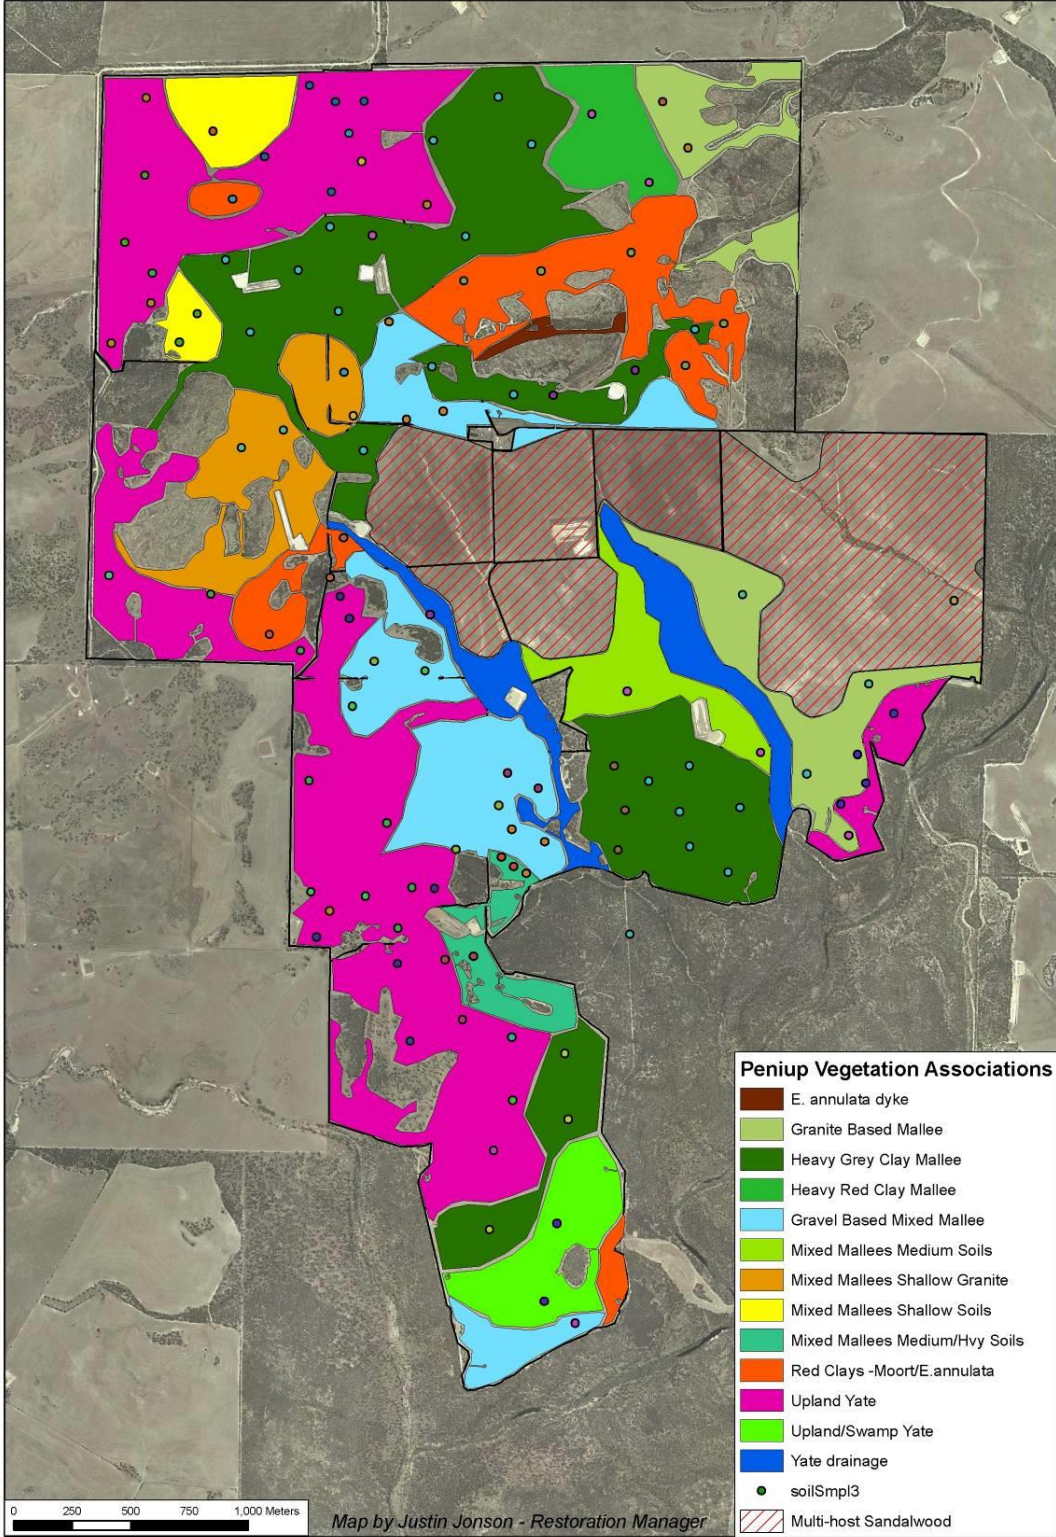 Peniup Vegetation Associations
E. annulata dyke
Granite Based Mallee
Heavy Grey Clay Mallee
Heavy Red Clay Mallee
Gravel Based Mixed Mallee
Mixed Mallees Medium Soils
Mixed Mallees Shallow Granite
Mixed Mallees Shallow Soils
Mixed Mallees Medium/Hvy Soils
Red Clays -Moort/E.annulata
Upland Yate
Upland/Swamp Yate
Yate drainage
soilSmpl3
Multi-host Sandalwood
0 250 500 750 1,000 Meters
Map by Justin Jonson - Restoration Manager